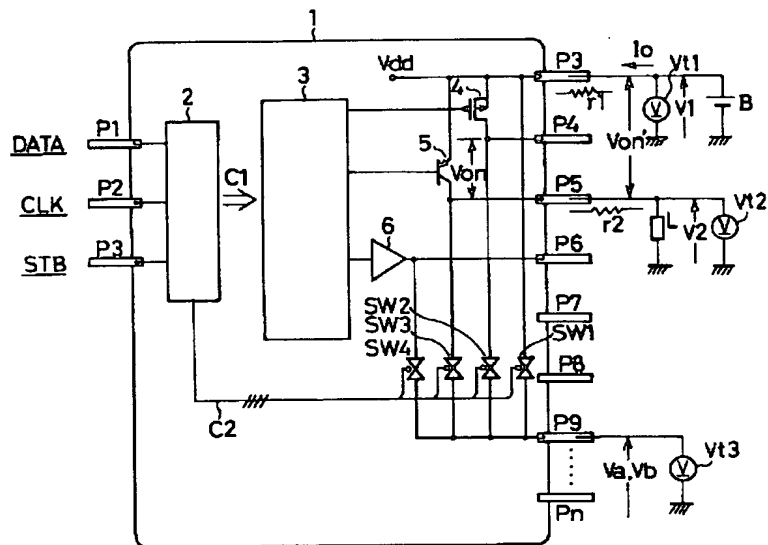 1
Vdd
P3
Io
Vt1
r1
V1
B
2
3
4
P4
Von'
P1
DATA
5
Von
P5
C1
P2
CLK
r2
L
V2
Vt2
6
P6
P3
STB
P7
SW2
SW3
SW4
SW1
P8
C2
P9
Va,Vb
Vt3
Pn
V
V
V